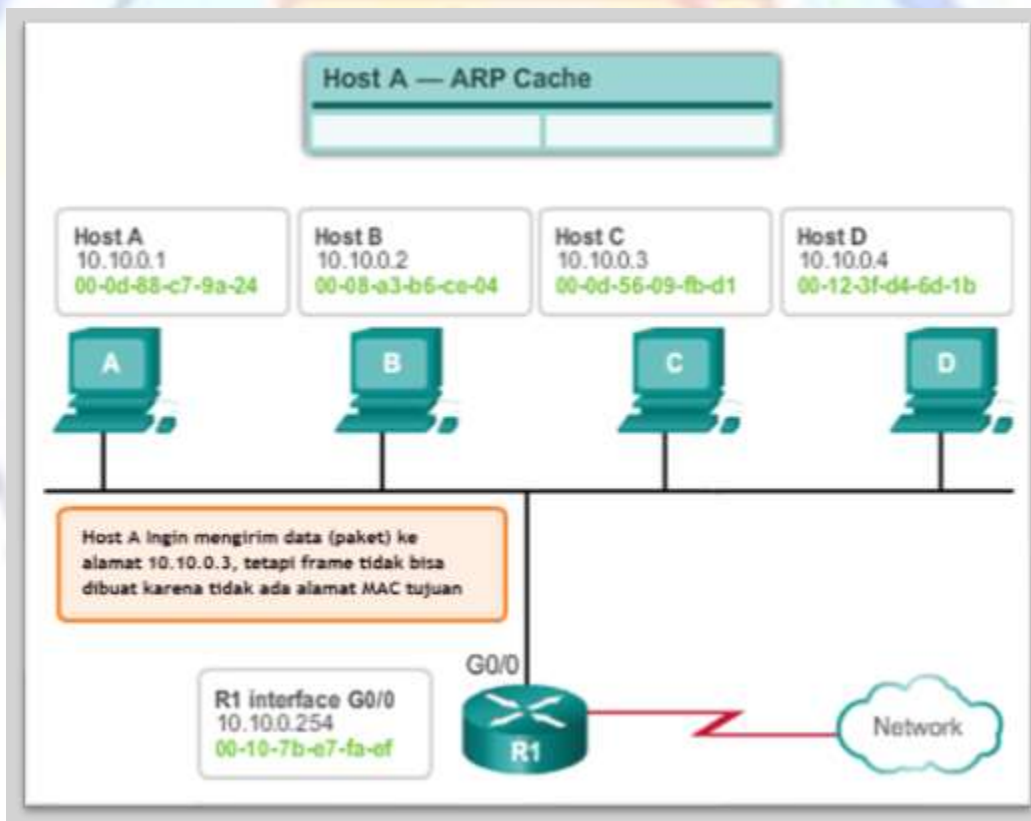 Host A — ARP Cache
Host A
10.10.0.1
00-0d-88-c7-9a-24
Host B
10.10.0.2
00-08-a3-b6-ce-04
Host C
10.10.0.3
00-0d-56-09-fb-d1
Host D
10.10.0.4
00-12-3f-d4-6d-1b
A
B
C
D
Host A Ingin mengirim data (paket) ke
alamat 10.10.0.3, tetapi frame tidak bisa
dibuat karena tidak ada alamat MAC tujuan
G0/0
R1 interface G0/0
10.10.0.254
00-10-7b-e7-fa-ef
R1
Network